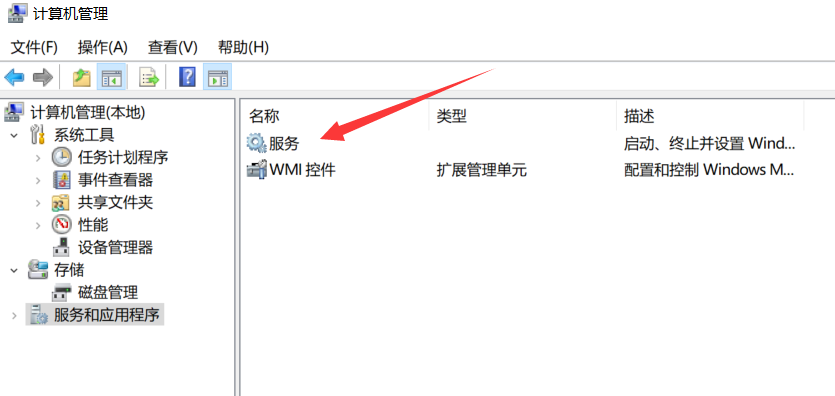 计算机管理
文件(F) 操作(A) 查看(V) 帮助(H)
计算机管理(本地)
系统工具
任务计划程序
事件查看器
共享文件夹
性能
设备管理器
存储
磁盘管理
服务和应用程序
名称 类型 描述
服务 启动、终止并设置 Wind...
WMI 控件 扩展管理单元 配置和控制 Windows M...